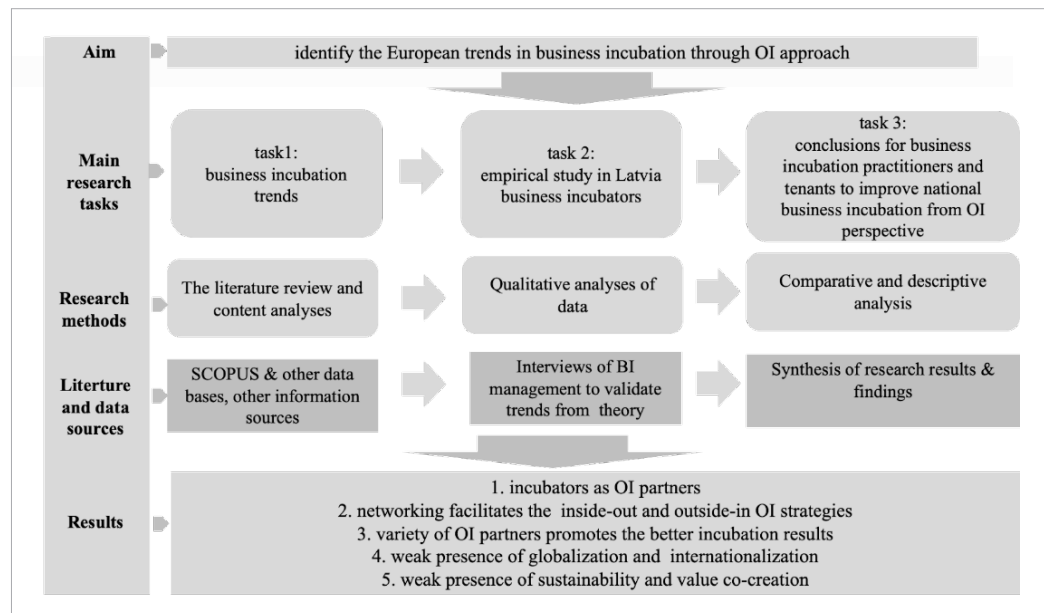 Aim
identify the European trends in business incubation through OI approach
Main
research
tasks
task1:
business incubation
trends
task 2:
empirical study in Latvia
business incubators
task 3:
conclusions for business
incubation practitioners and
tenants to improve national
business incubation from OI
perspective
Research
methods
The literature review and
content analyses
Qualitative analyses of
data
Comparative and descriptive
analysis
Literture
and data
sources
SCOPUS & other data
bases, other information
sources
Interviews of BI
management to validate
trends from theory
Synthesis of research results &
findings
Results
1. incubators as OI partners
2. networking facilitates the inside-out and outside-in OI strategies
3. variety of OI partners promotes the better incubation results
4. weak presence of globalization and internationalization
5. weak presence of sustainability and value co-creation